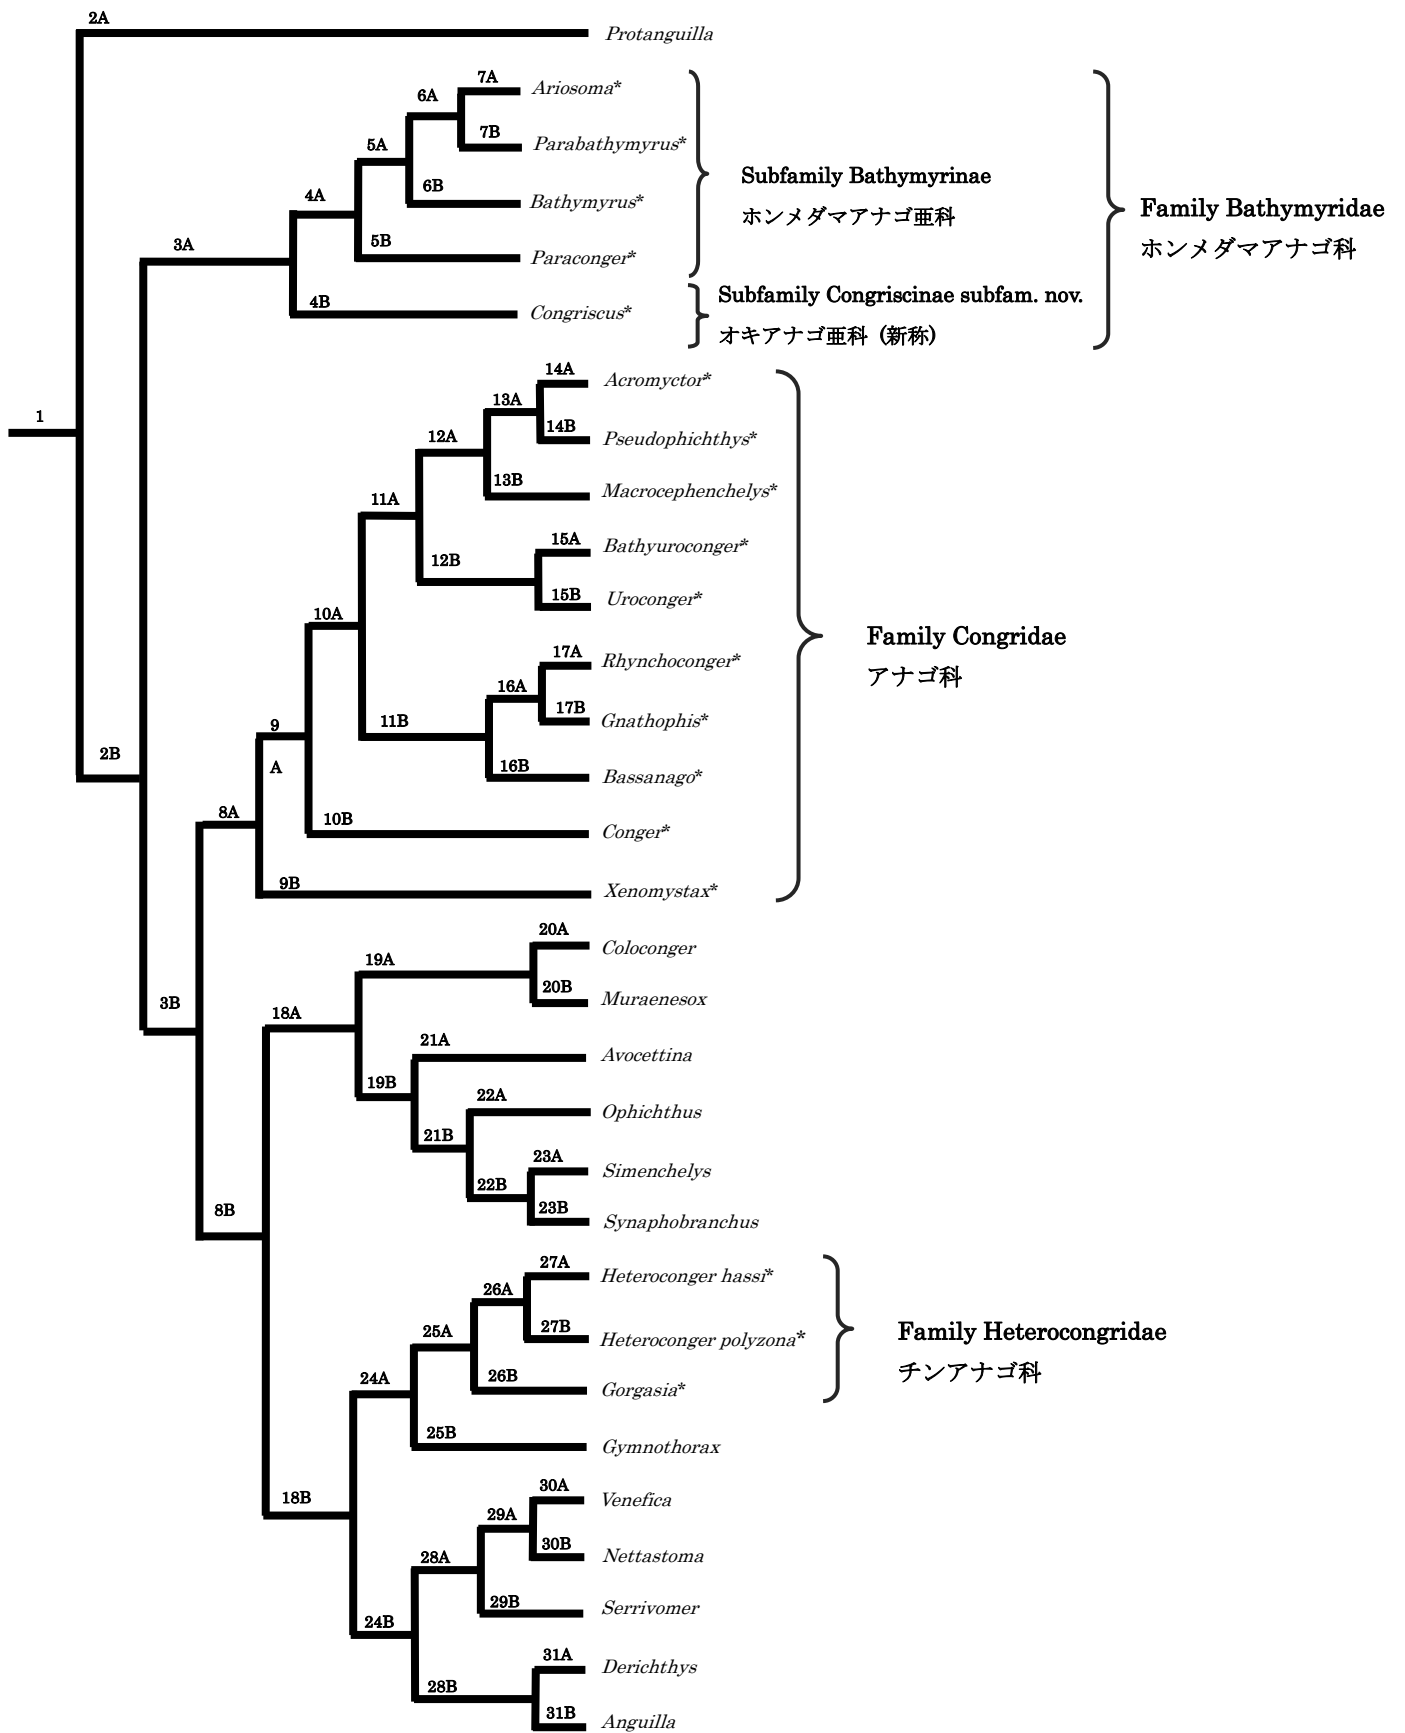 2A
Protanguilla
7A
Ariosoma*
6A
7B
Parabathymyrus*
5A
Subfamily Bathymyrinae
ホンメダマアナゴ亜科
6B
Bathymyrus*
4A
Family Bathymyridae
ホンメダマアナゴ科
5B
Paraconger*
3A
4B
Congriscus*
Subfamily Congriscinae subfam. nov.
オキアナゴ亜科 (新称)
14A
Acromyctor*
13A
1
14B
Pseudophichthys*
12A
13B
Macrocephenchelys*
11A
15A
Bathyuroconger*
12B
15B
Uroconger*
10A
Family Congridae
アナゴ科
17A
Rhynchoconger*
16A
17B
Gnathophis*
11B
9
A
2B
16B
Bassanago*
8A
10B
Conger*
9B
Xenomystax*
20A
Coloconger
19A
20B
Muraenesox
3B
18A
21A
Avocettina
19B
22A
Ophichthus
21B
23A
Simenchelys
22B
8B
23B
Synaphobranchus
27A
Heteroconger hassi*
26A
25A
27B
Heteroconger polyzona*
Family Heterocongridae
チンアナゴ科
24A
26B
Gorgasia*
25B
Gymnothorax
18B
30A
Venefica
29A
30B
Nettastoma
28A
29B
Serrivomer
24B
31A
Derichthys
28B
31B
Anguilla